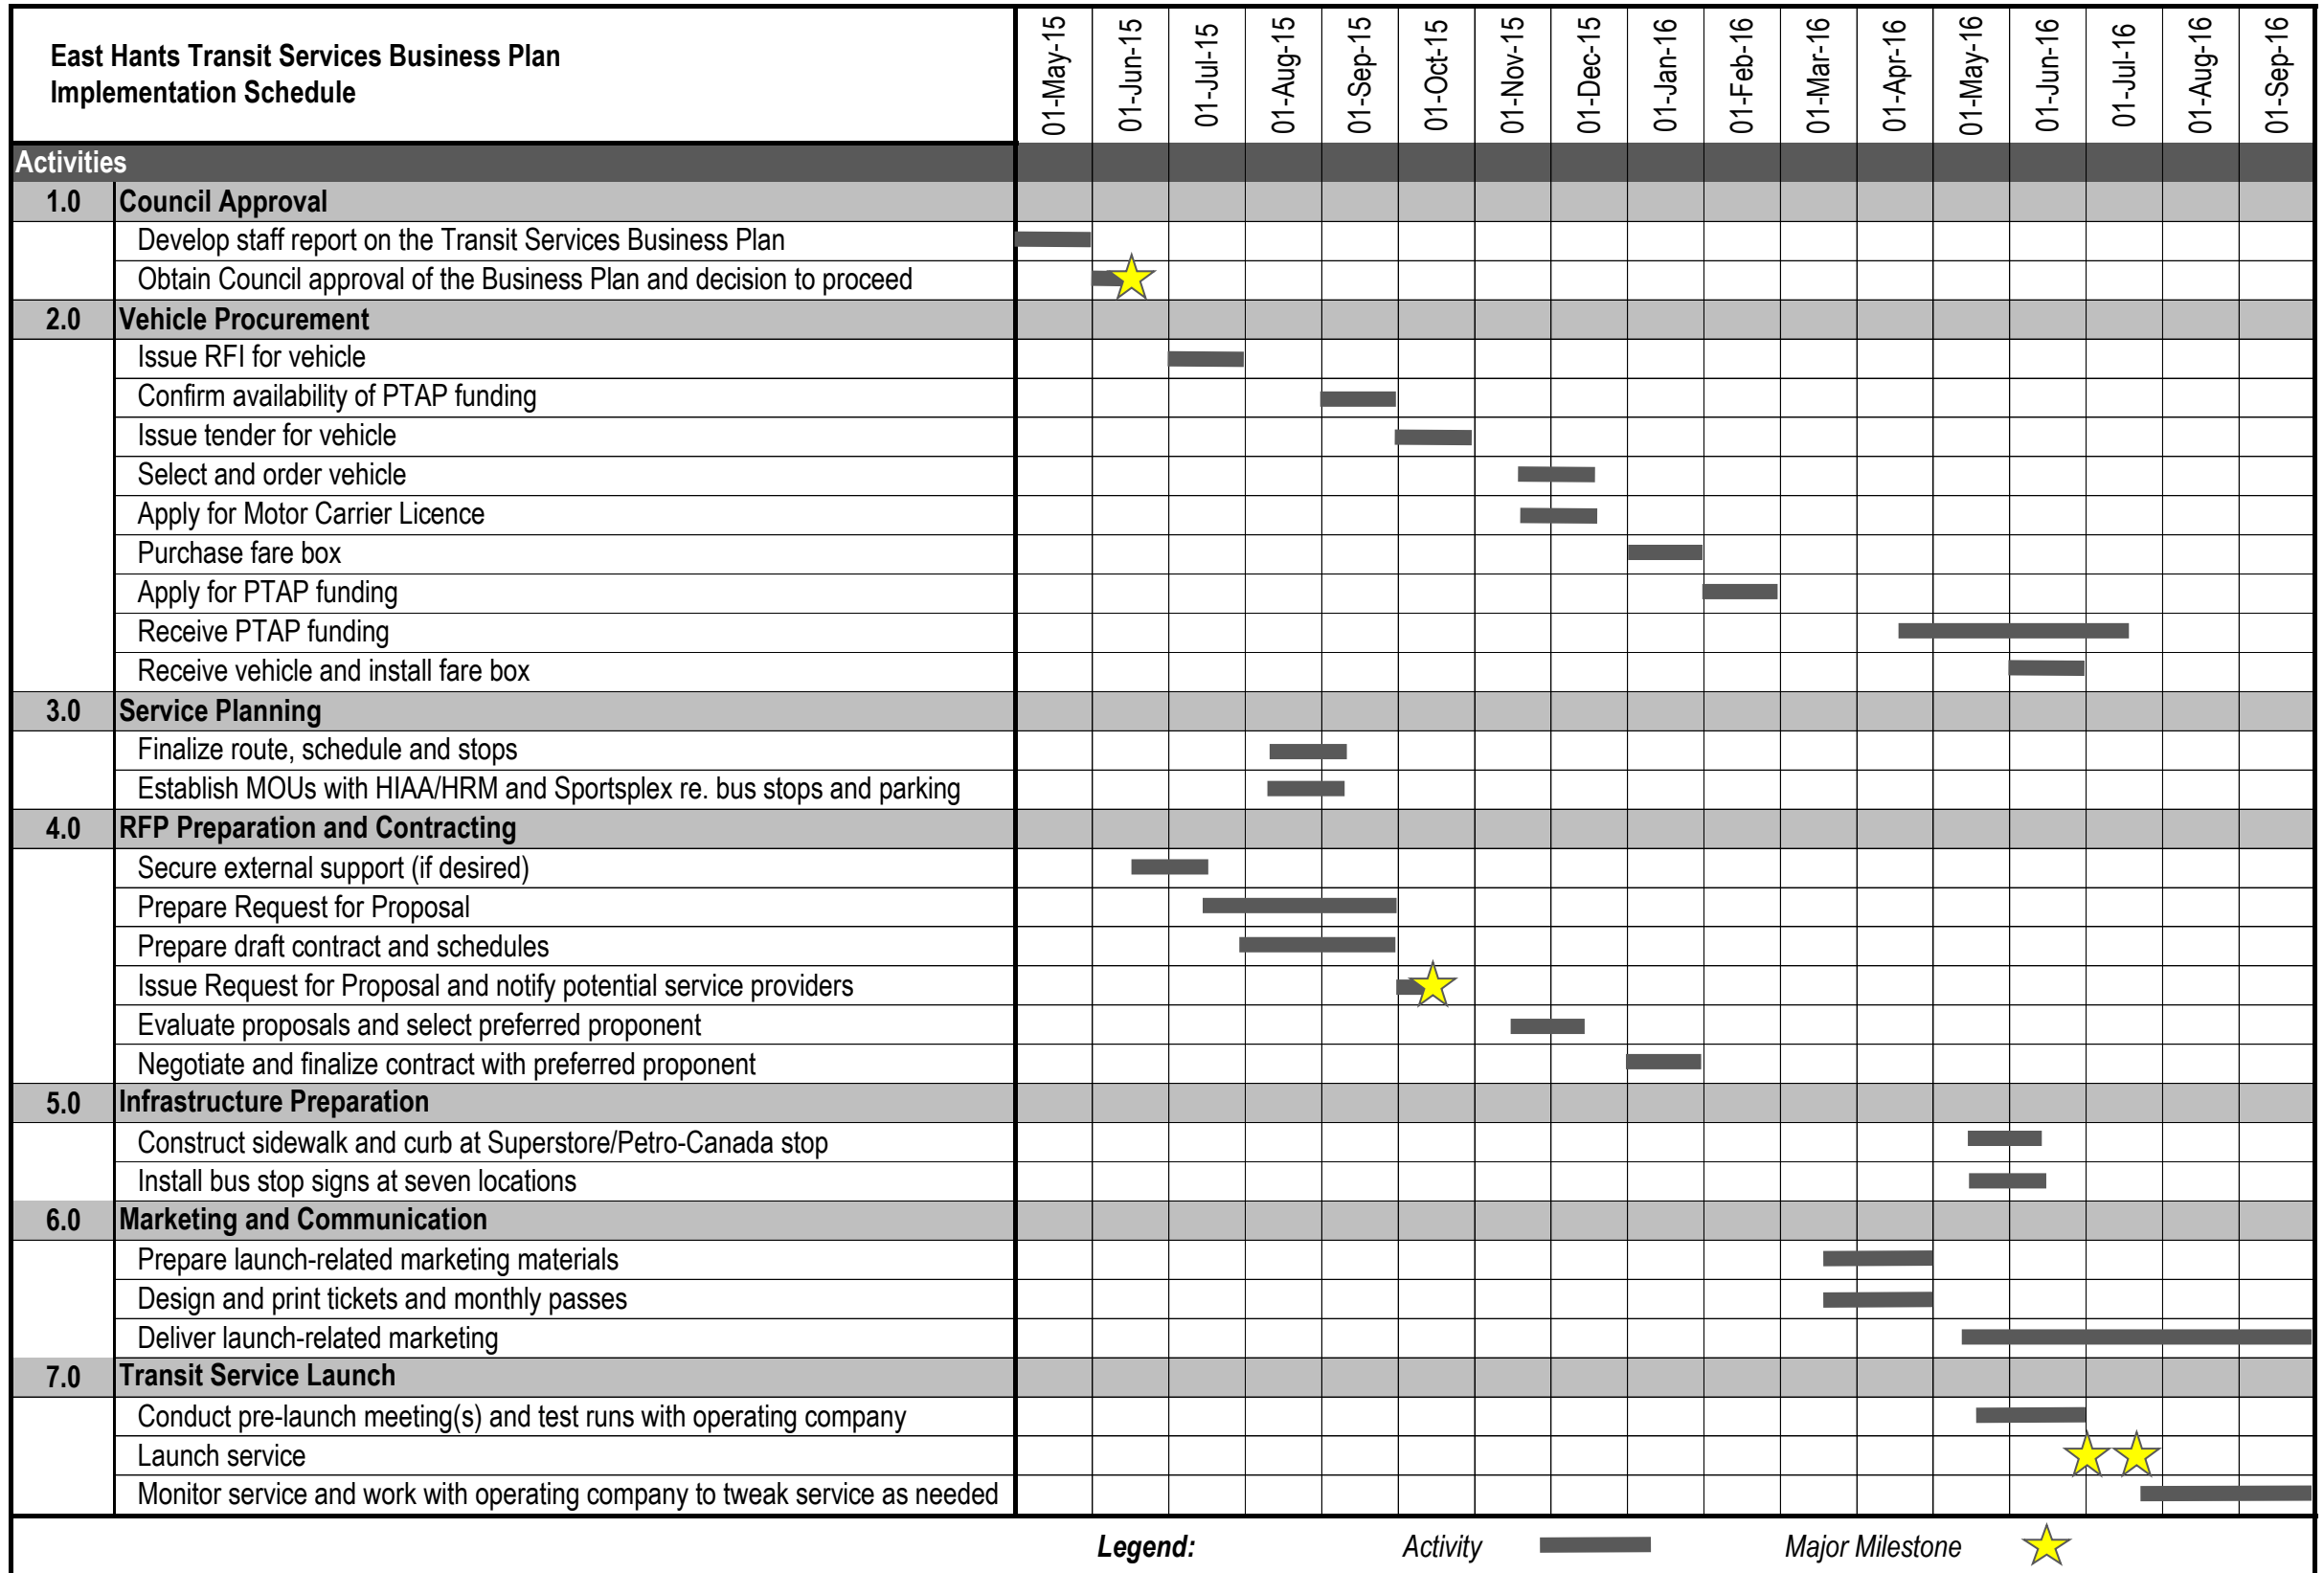 East Hants Transit Services Business Plan
Implementation Schedule
01-May-15
01-Jun-15
01-Jul-15
01-Aug-15
01-Sep-15
01-Oct-15
01-Nov-15
01-Dec-15
01-Jan-16
01-Feb-16
01-Mar-16
01-Apr-16
01-May-16
01-Jun-16
01-Jul-16
01-Aug-16
01-Sep-16
Activities
1.0 Council Approval
Develop staff report on the Transit Services Business Plan
Obtain Council approval of the Business Plan and decision to proceed
2.0 Vehicle Procurement
Issue RFI for vehicle
Confirm availability of PTAP funding
Issue tender for vehicle
Select and order vehicle
Apply for Motor Carrier Licence
Purchase fare box
Apply for PTAP funding
Receive PTAP funding
Receive vehicle and install fare box
3.0 Service Planning
Finalize route, schedule and stops
Establish MOUs with HIAA/HRM and Sportsplex re. bus stops and parking
4.0 RFP Preparation and Contracting
Secure external support (if desired)
Prepare Request for Proposal
Prepare draft contract and schedules
Issue Request for Proposal and notify potential service providers
Evaluate proposals and select preferred proponent
Negotiate and finalize contract with preferred proponent
5.0 Infrastructure Preparation
Construct sidewalk and curb at Superstore/Petro-Canada stop
Install bus stop signs at seven locations
6.0 Marketing and Communication
Prepare launch-related marketing materials
Design and print tickets and monthly passes
Deliver launch-related marketing
7.0 Transit Service Launch
Conduct pre-launch meeting(s) and test runs with operating company
Launch service
Monitor service and work with operating company to tweak service as needed
Legend: Activity Major Milestone